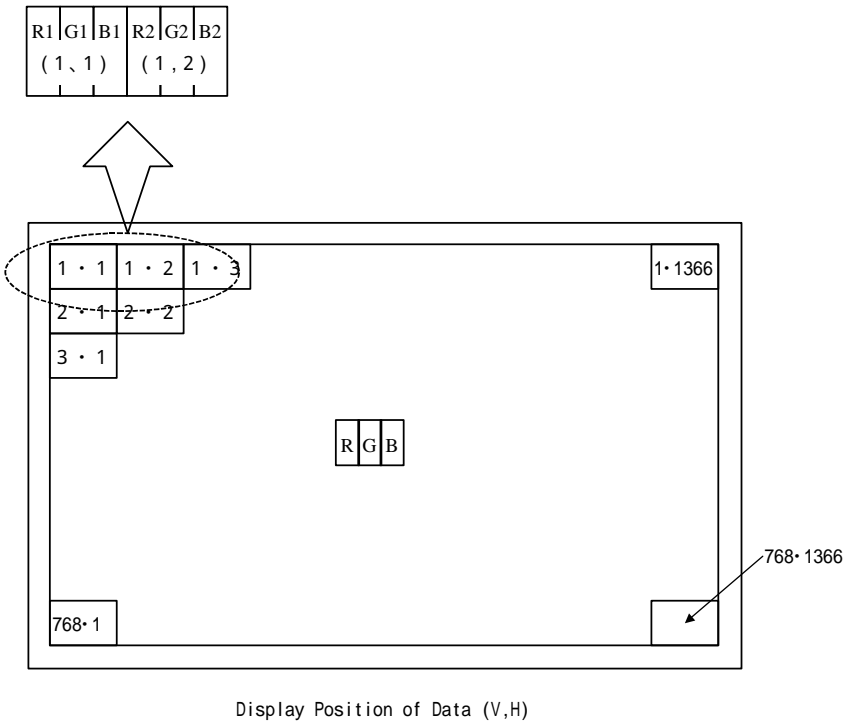 R1 G1 B1 R2 G2 B2
(1、1) (1,2)
1・1 1・2 1・3 1・1366
2・1 2・2
3・1
R G B
768・1366
768・1
Display Position of Data (V,H)